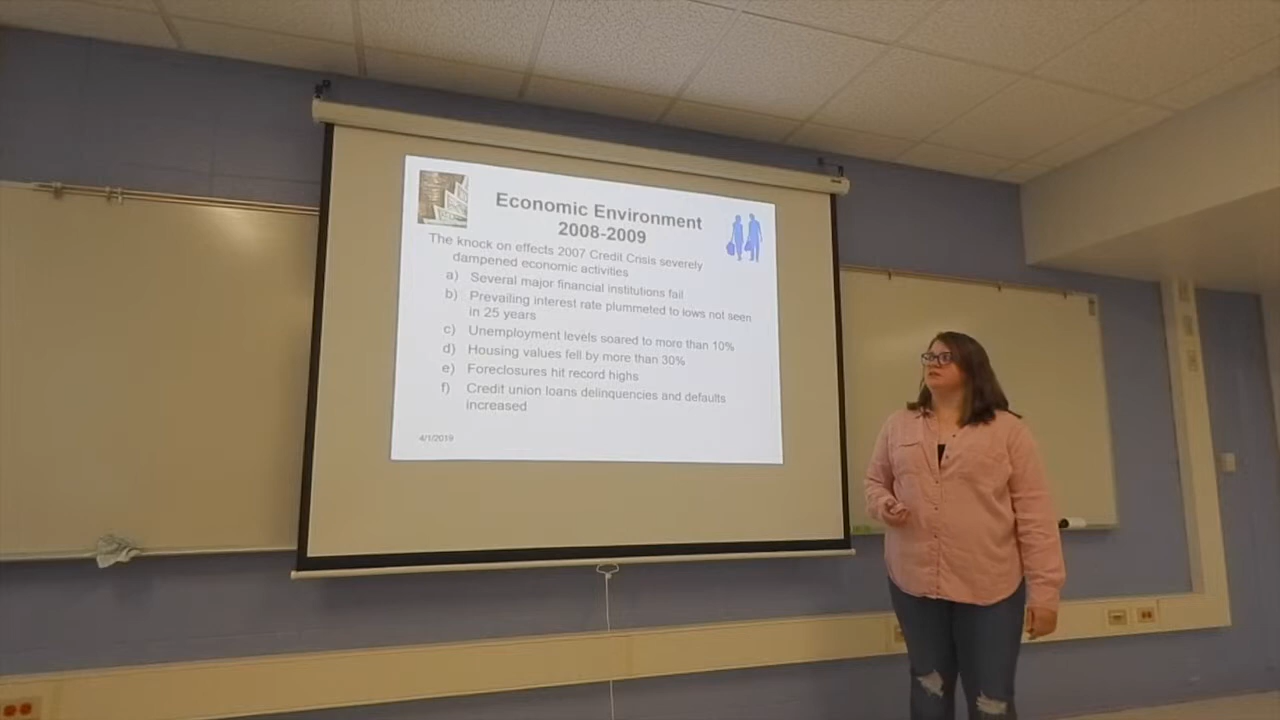 Economic Environment
2008-2009
The knock on effects 2007 Credit Crisis severely
dampened economic activities
a) Several major financial institutions fail
b) Prevailing interest rate plummeted to lows not seen
in 25 years
c) Unemployment levels soared to more than 10%
d) Housing values fell by more than 30%
e) Foreclosures hit record highs
f) Credit union loans delinquencies and defaults
increased
4/1/2019